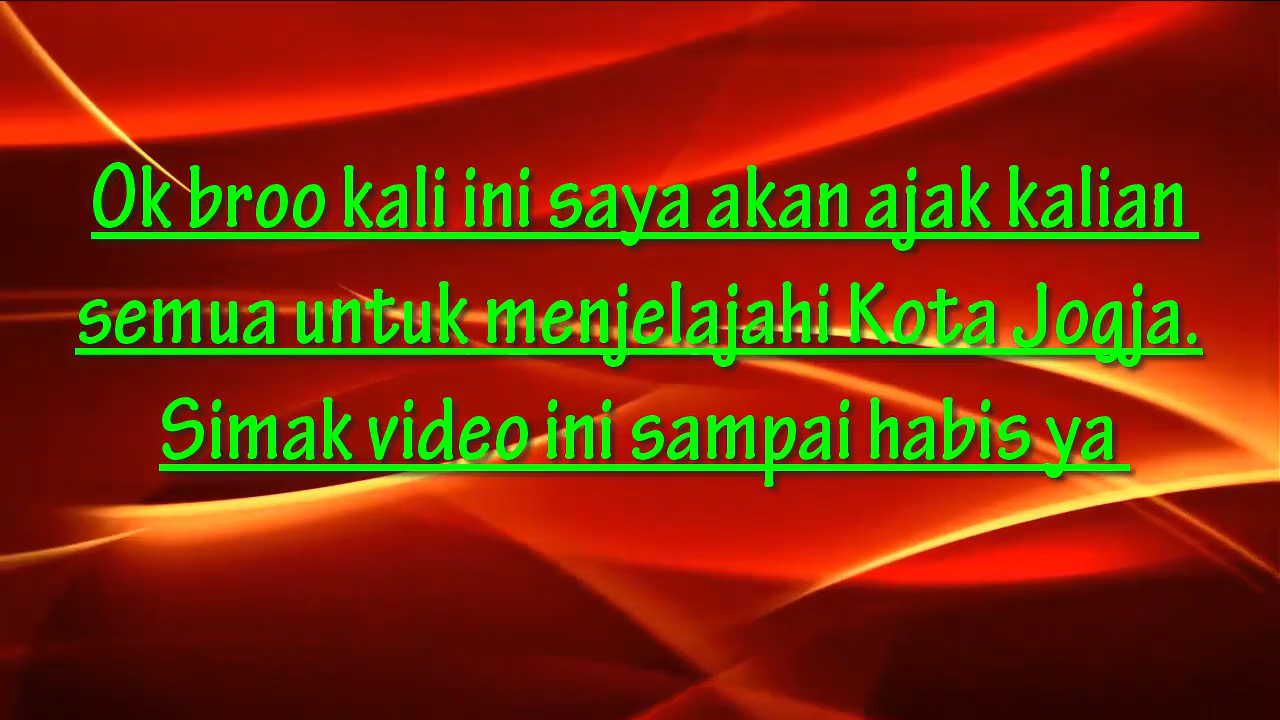 Ok broo kali ini saya akan ajak kalian
semua untuk menjelajahi Kota Jogja.
Simak video ini sampai habis ya